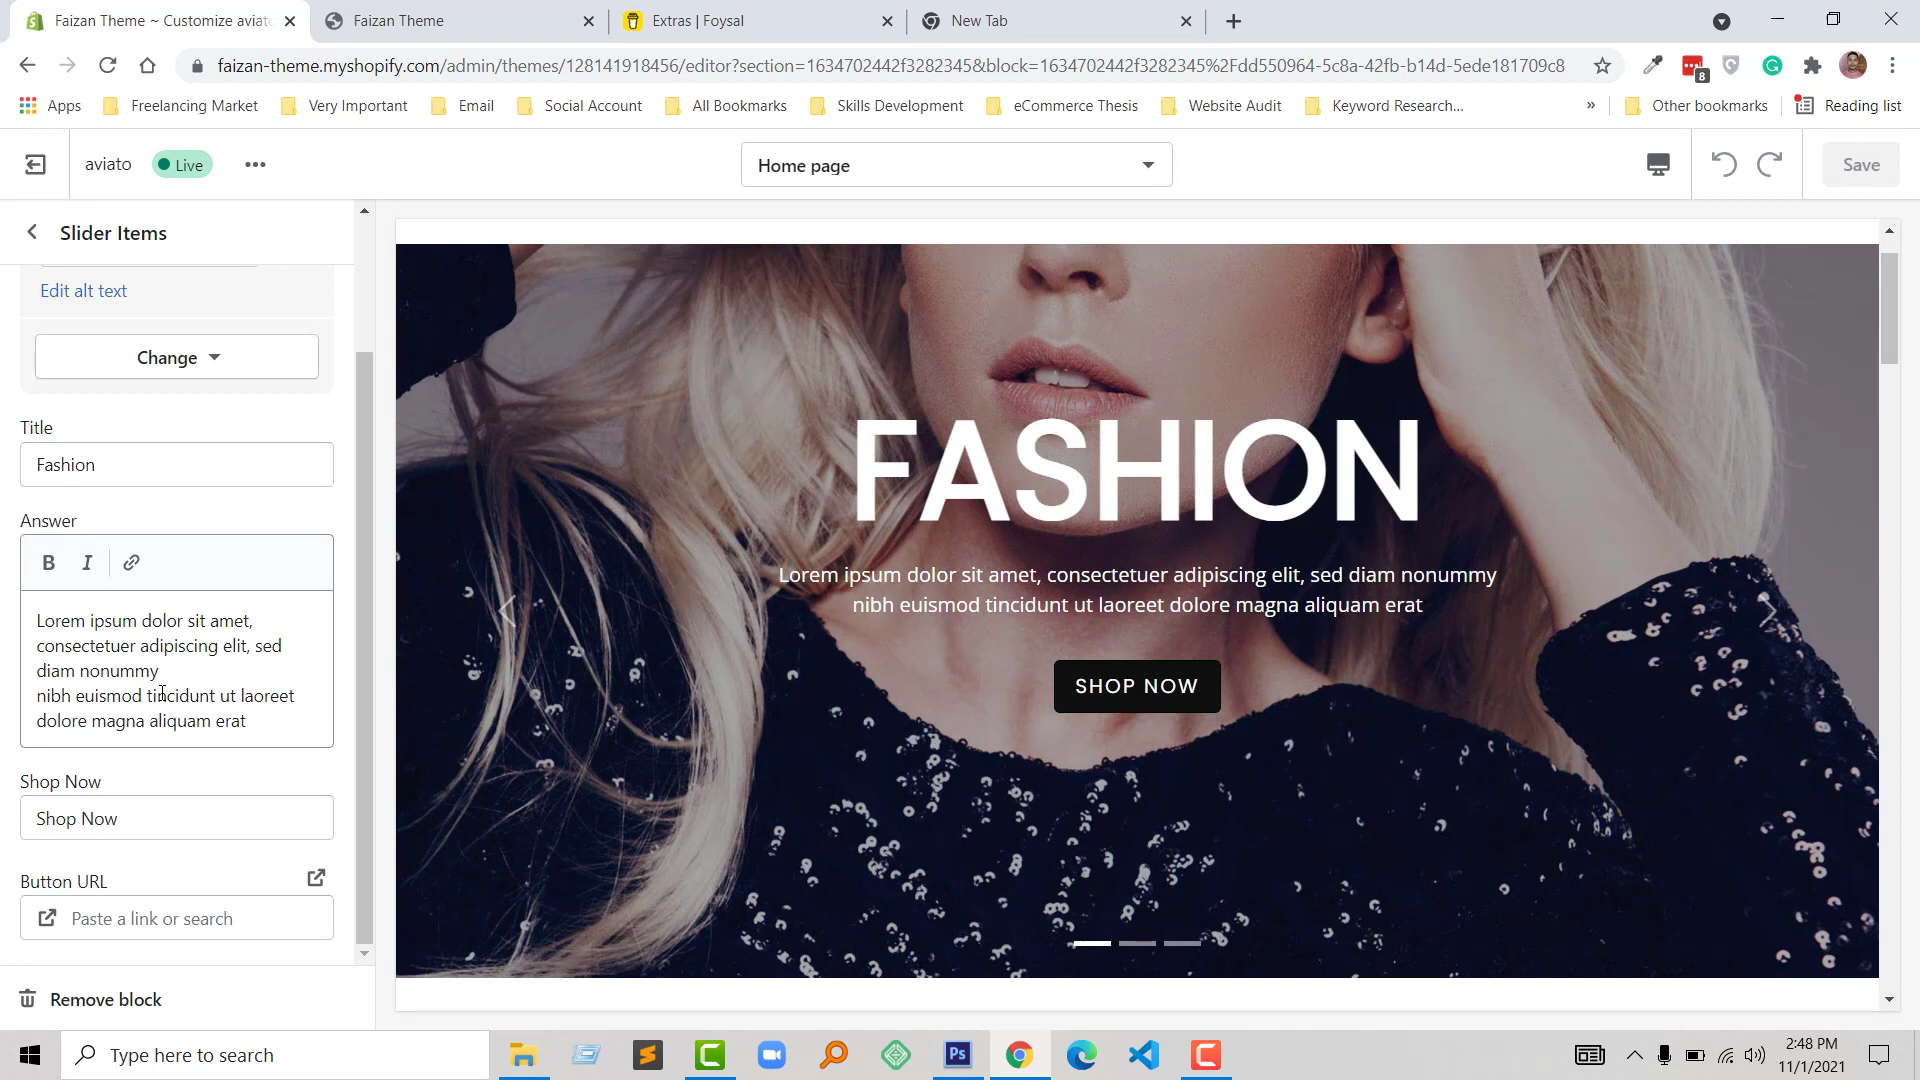 Faizan Theme ~ Customize aviato
Faizan Theme
Extras | Foysal
New Tab
faizan-theme.myshopify.com/admin/themes/128141918456/editor?section=1634702442f3282345&block=1634702442f3282345%2Fdd550964-5c8a-42fb-b14d-5ede181709c8
8
Apps
Freelancing Market
Very Important
Email
Social Account
All Bookmarks
Skills Development
eCommerce Thesis
Website Audit
Keyword Research...
»
Other bookmarks
Reading list
aviato
Live
Home page
Save
Slider Items
Edit alt text
Change
Title
Fashion
Answer
B I
Lorem ipsum dolor sit amet,
consectetuer adipiscing elit, sed
diam nonummy
nibh euismod tincidunt ut laoreet
dolore magna aliquam erat
Shop Now
Shop Now
Button URL
Paste a link or search
Remove block
FASHION
Lorem ipsum dolor sit amet, consectetuer adipiscing elit, sed diam nonummy
nibh euismod tincidunt ut laoreet dolore magna aliquam erat
SHOP NOW
Type here to search
Ps
2:48 PM
11/1/2021